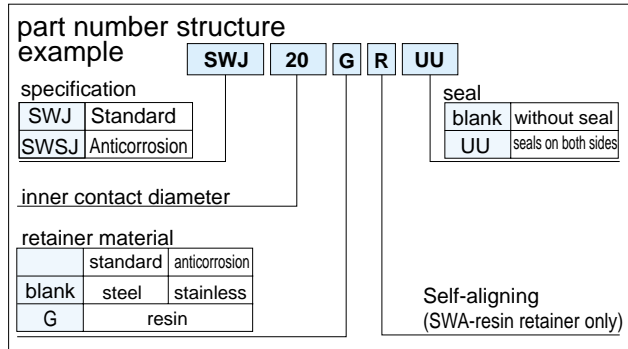 part number structure
example
SWJ 20 G R UU
specification
SWJ Standard
SWSJ Anticorrosion
seal
blank without seal
UU seals on both sides
inner contact diameter
retainer material
standard anticorrosion
blank steel stainless
G resin
Self-aligning
(SWA-resin retainer only)